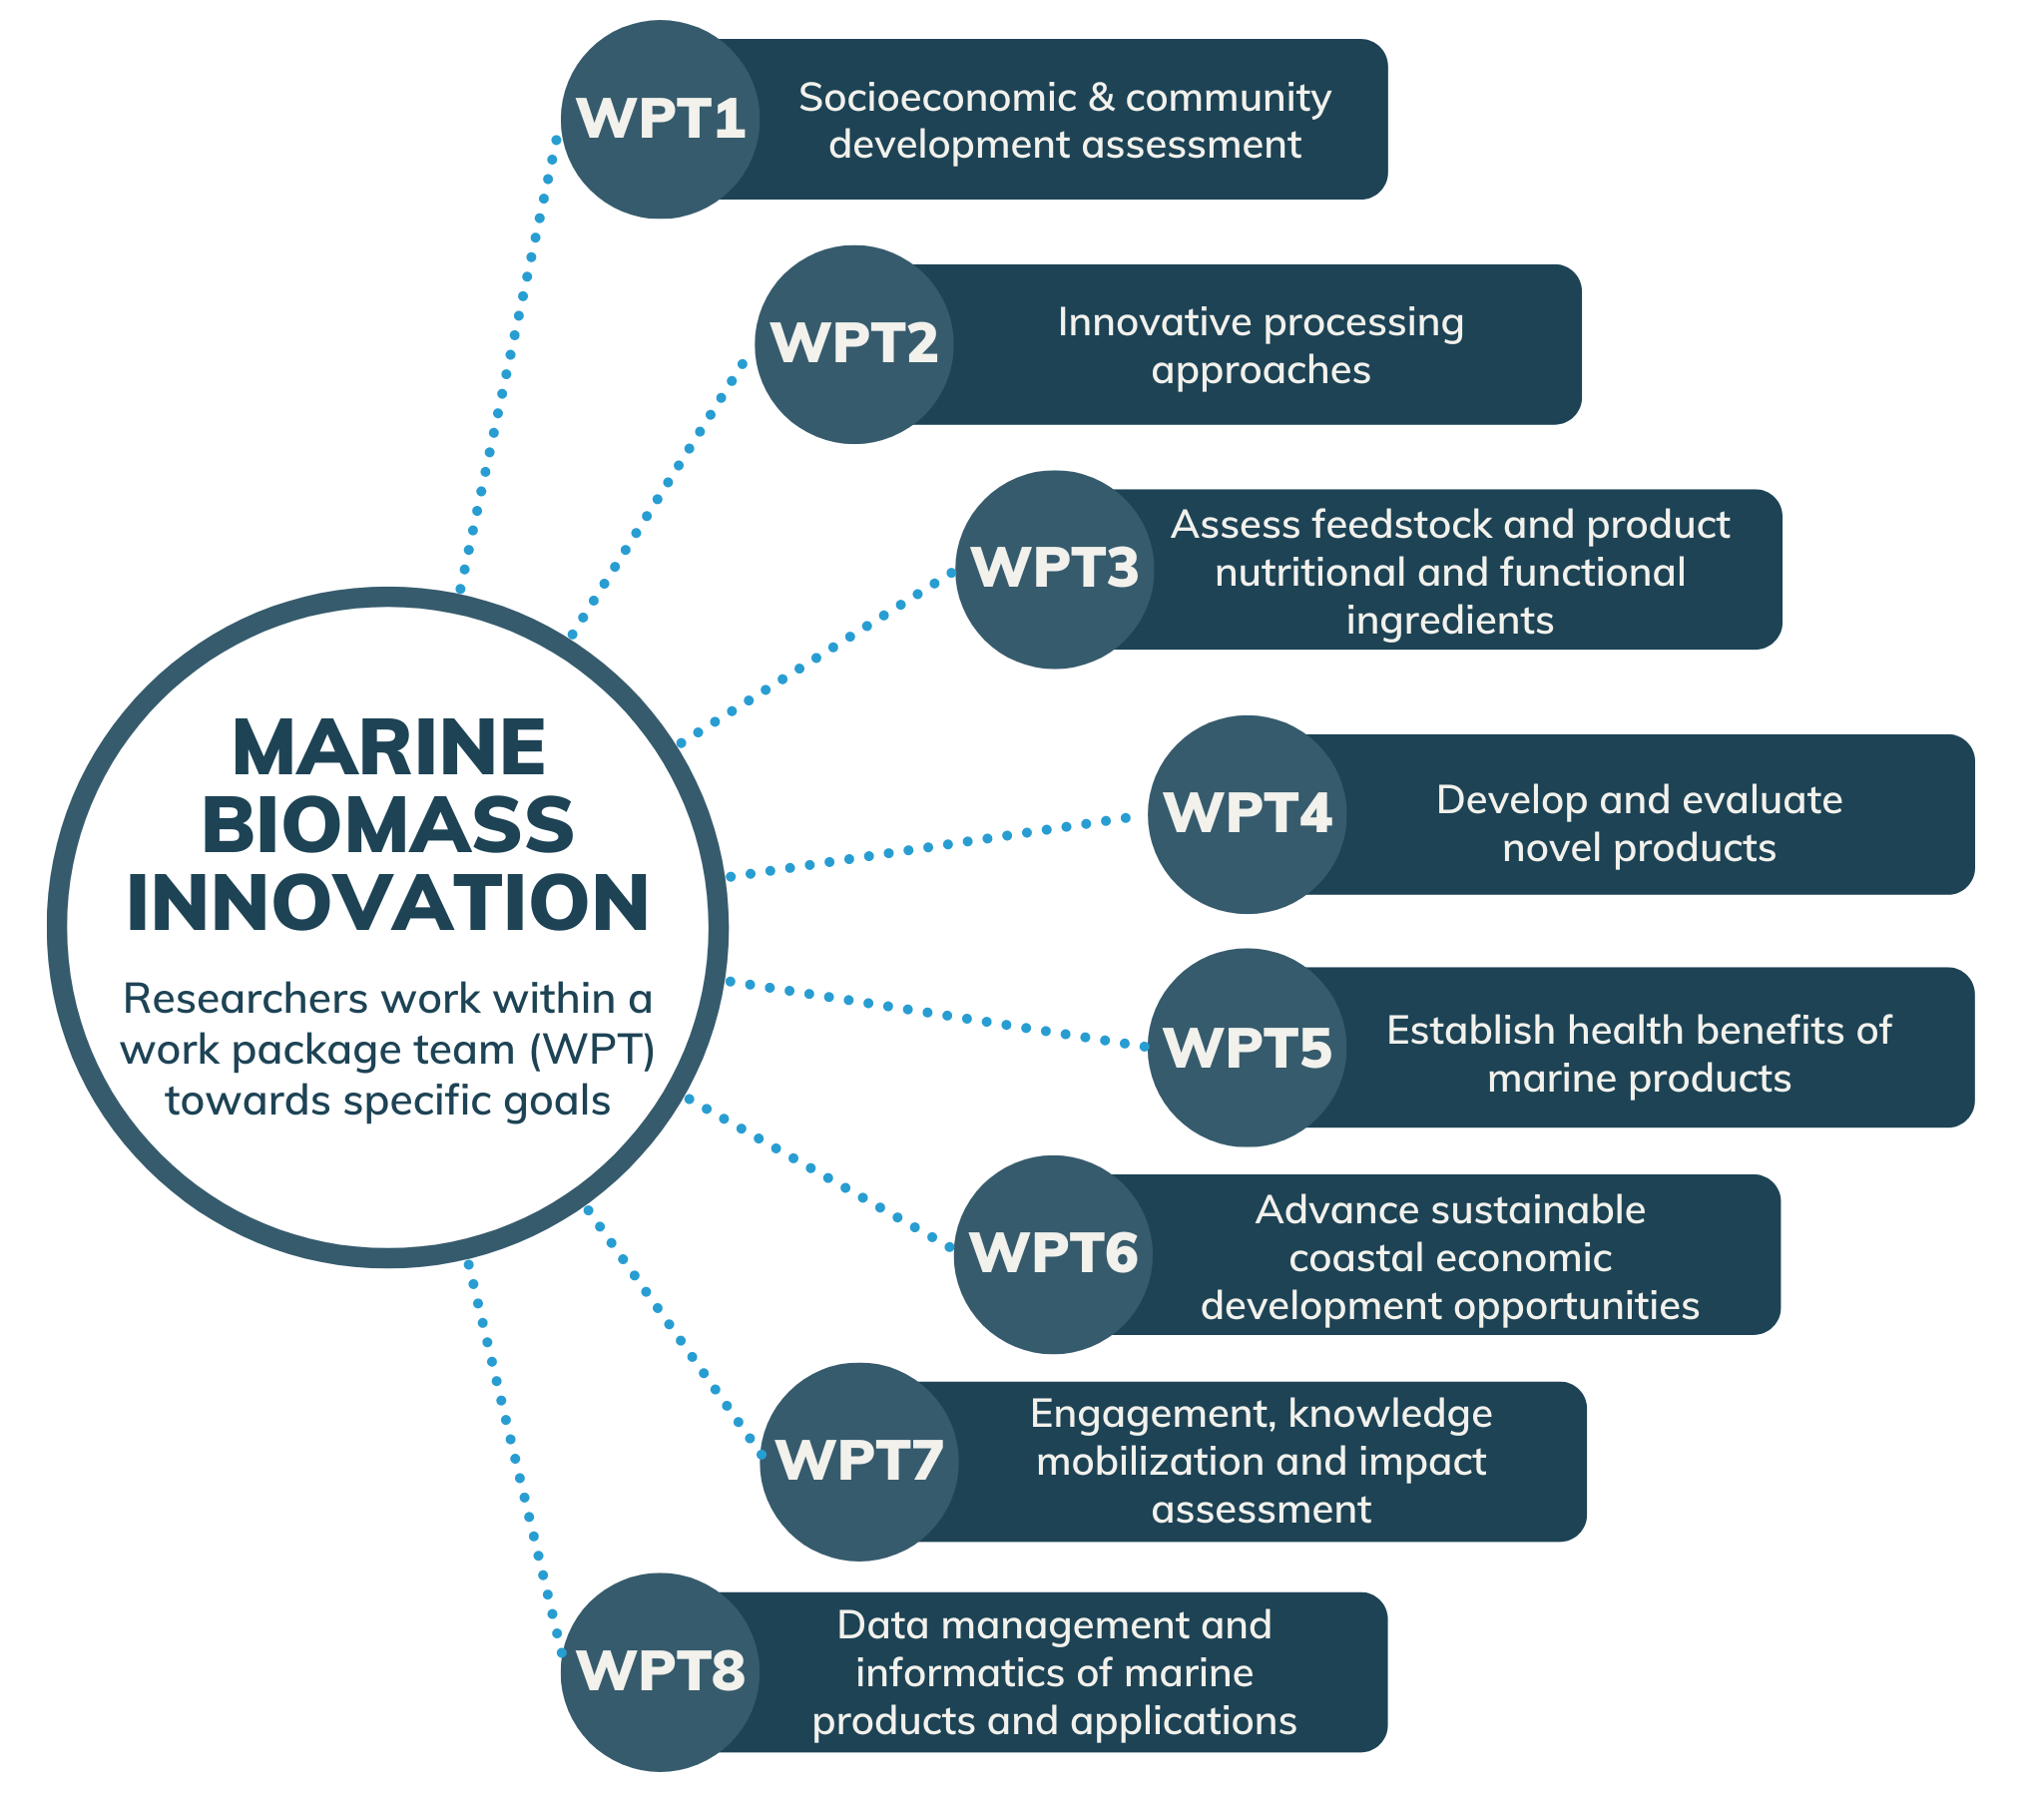 MARINE
BIOMASS
INNOVATION
Researchers work within a
work package team (WPT)
towards specific goals
WPT1
Socioeconomic & community
development assessment
WPT2
Innovative processing
approaches
WPT3
Assess feedstock and product
nutritional and functional
ingredients
WPT4
Develop and evaluate
novel products
WPT5
Establish health benefits of
marine products
WPT6
Advance sustainable
coastal economic
development opportunities
WPT7
Engagement, knowledge
mobilization and impact
assessment
WPT8
Data management and
informatics of marine
products and applications